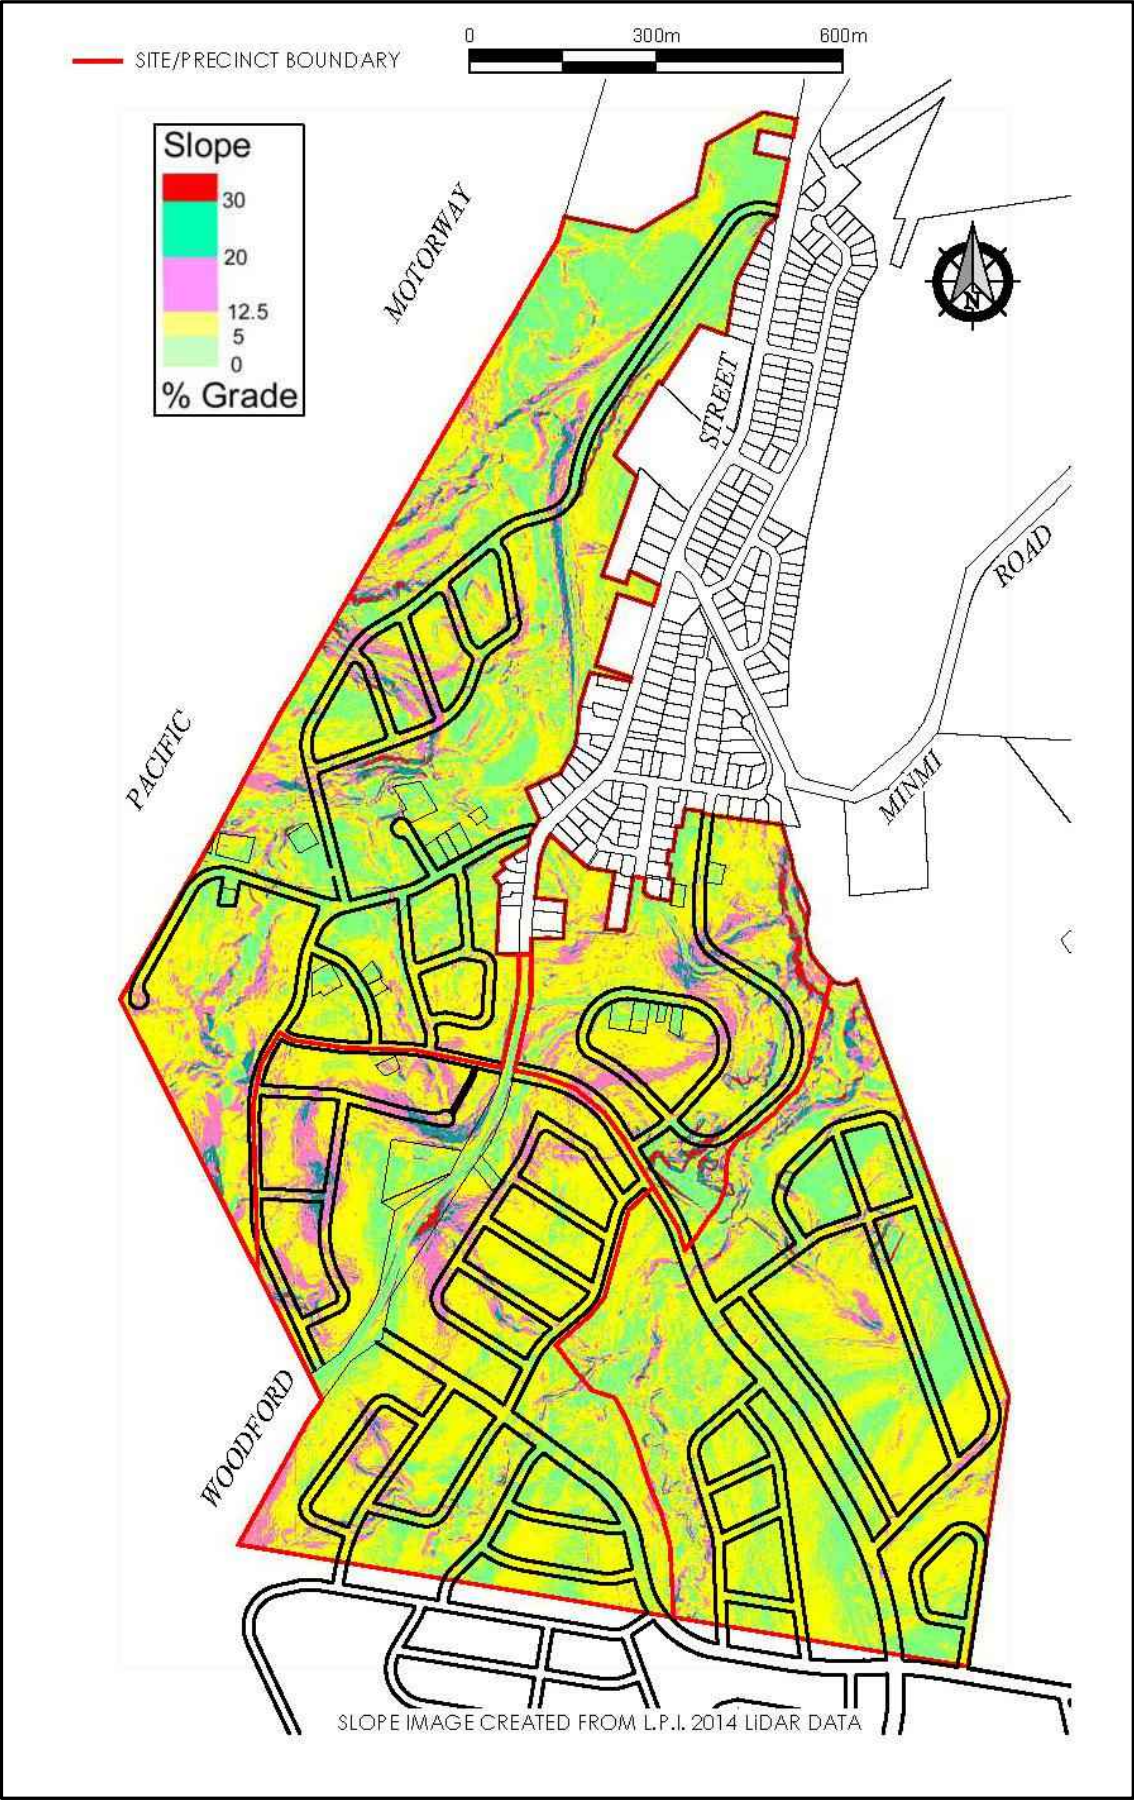 0 300m 600m
SITE/PRECINCT BOUNDARY
Slope
30
20
12.5
5
0
% Grade
MOTORWAY
N
STREET
ROAD
PACIFIC
MINMI
WOODFORD
SLOPE IMAGE CREATED FROM L.P.I. 2014 LiDAR DATA